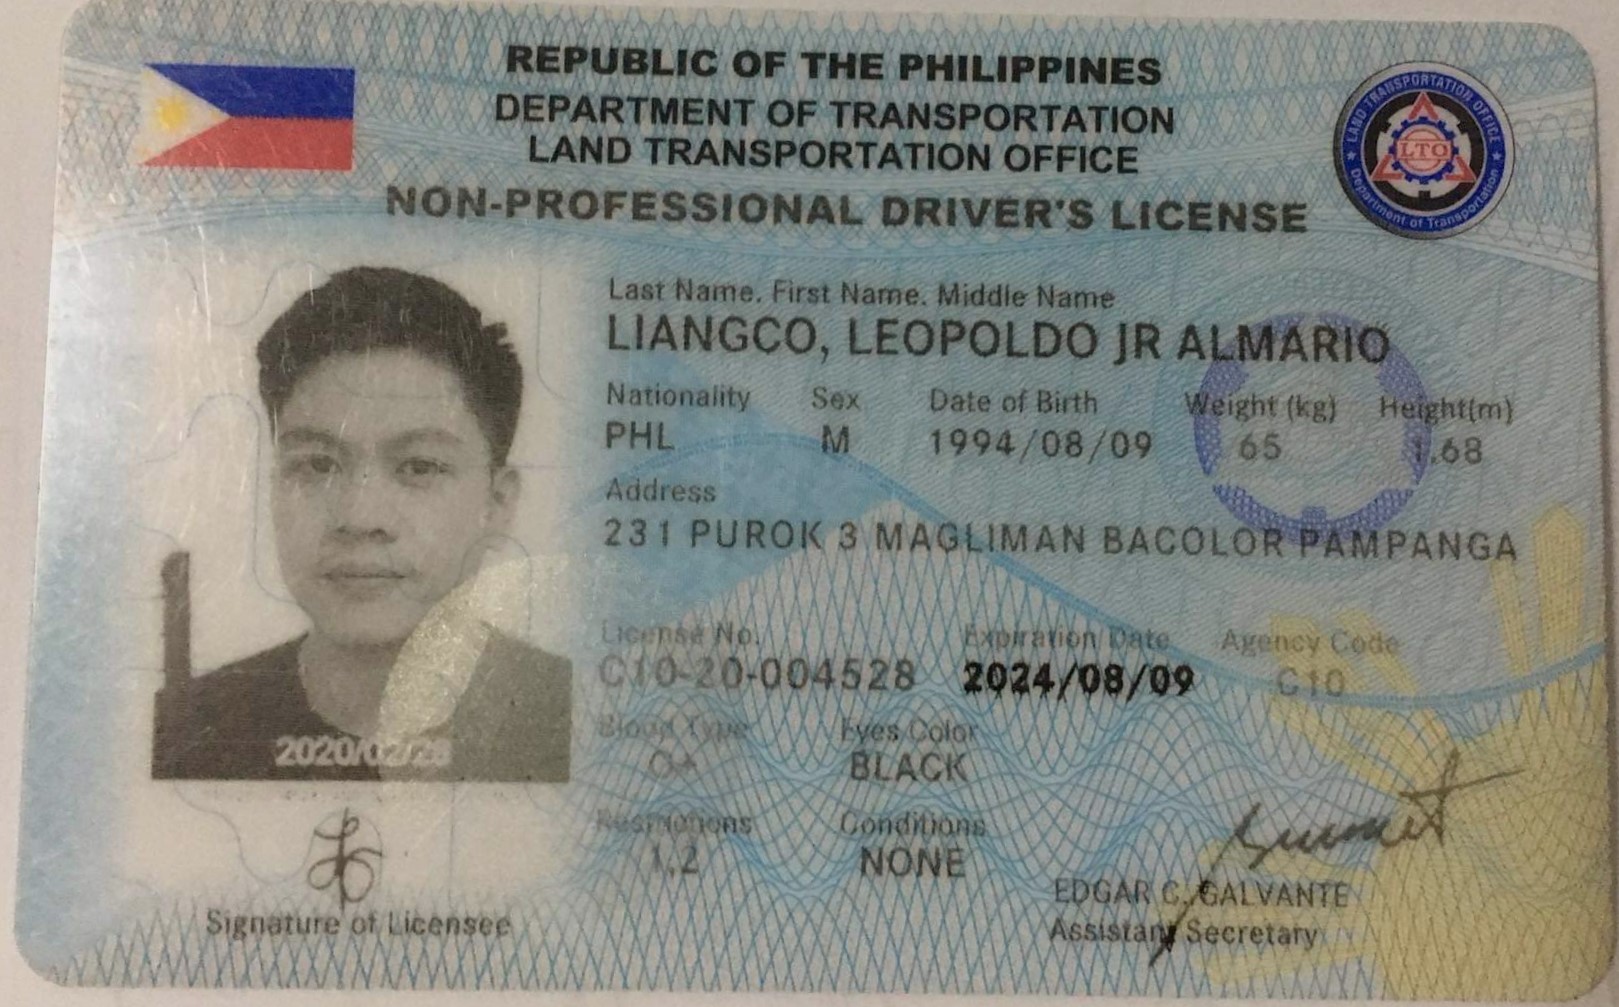 REPUBLIC OF THE PHILIPPINES
DEPARTMENT OF TRANSPORTATION
LAND TRANSPORTATION OFFICE
NON-PROFESSIONAL DRIVER'S LICENSE
LAND TRANSPORTATION OFFICE
LTO
Department of Transportation
Last Name. First Name. Middle Name
LIANGCO, LEOPOLDO JR ALMARIO
Nationality Sex Date of Birth Weight (kg) Height(m)
PHL M 1994/08/09 65 1.68
Address
231 PUROK 3 MAGLIMAN BACOLOR PAMPANGA
License No. Expiration Date Agency Code
C10-20-004528 2024/08/09 C10
Blood Type Eyes Color
O+ BLACK
Restrictions Conditions
1,2 NONE
2020/02/28
Signature of Licensee
EDGAR C. GALVANTE
Assistant Secretary